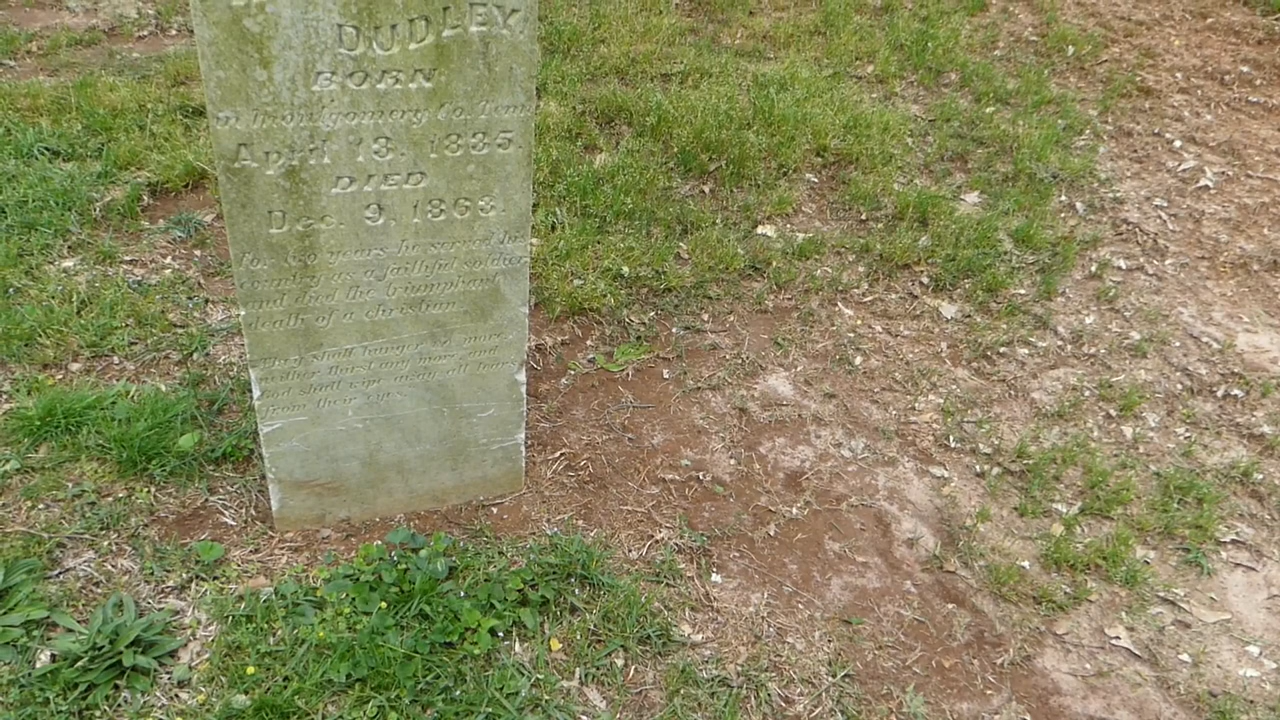 DUDLEY
BORN
in Montgomery Co. Tenn
April 13. 1835.
DIED
Dec. 9, 1863.
years he served his
country as a faithful soldier
and died the triumphant
death of a christian.
They shall hunger no more
neither thirst any more, and
God shall wipe away all tears
from their eyes.